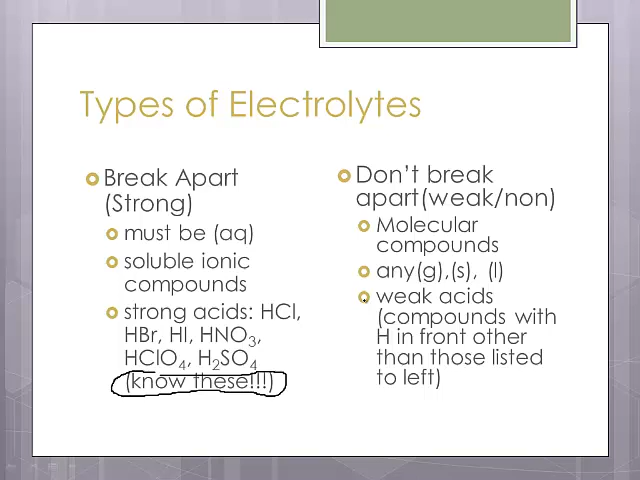 Types of Electrolytes
Break Apart
(Strong)
must be (aq)
soluble ionic
compounds
strong acids: HCl,
HBr, HI, HNO₃,
HClO₄, H₂SO₄
(know these!!!)
Don’t break
apart(weak/non)
Molecular
compounds
any(g),(s), (l)
weak acids
(compounds with
H in front other
than those listed
to left)